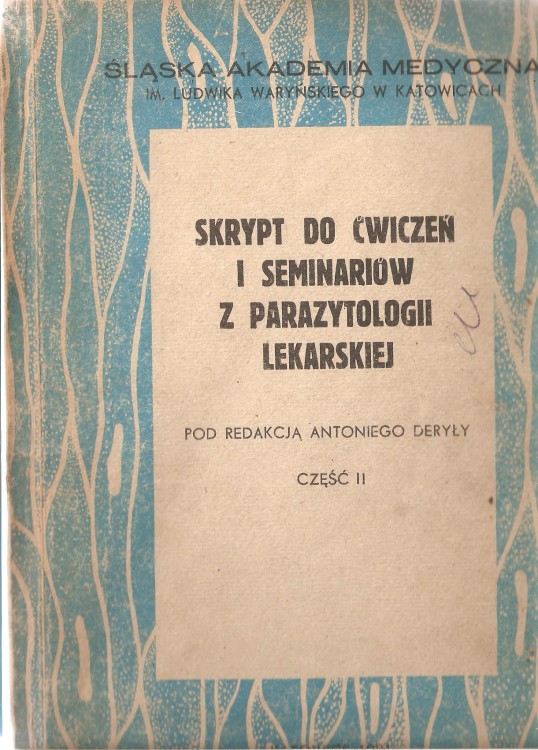 ŚLĄSKA AKADEMIA MEDYCZNA
IM. LUDWIKA WARYŃSKIEGO W KATOWICACH
SKRYPT DO ĆWICZEŃ
I SEMINARIÓW
Z PARAZYTOLOGII
LEKARSKIEJ
POD REDAKCJĄ ANTONIEGO DERYŁY
CZĘŚĆ II